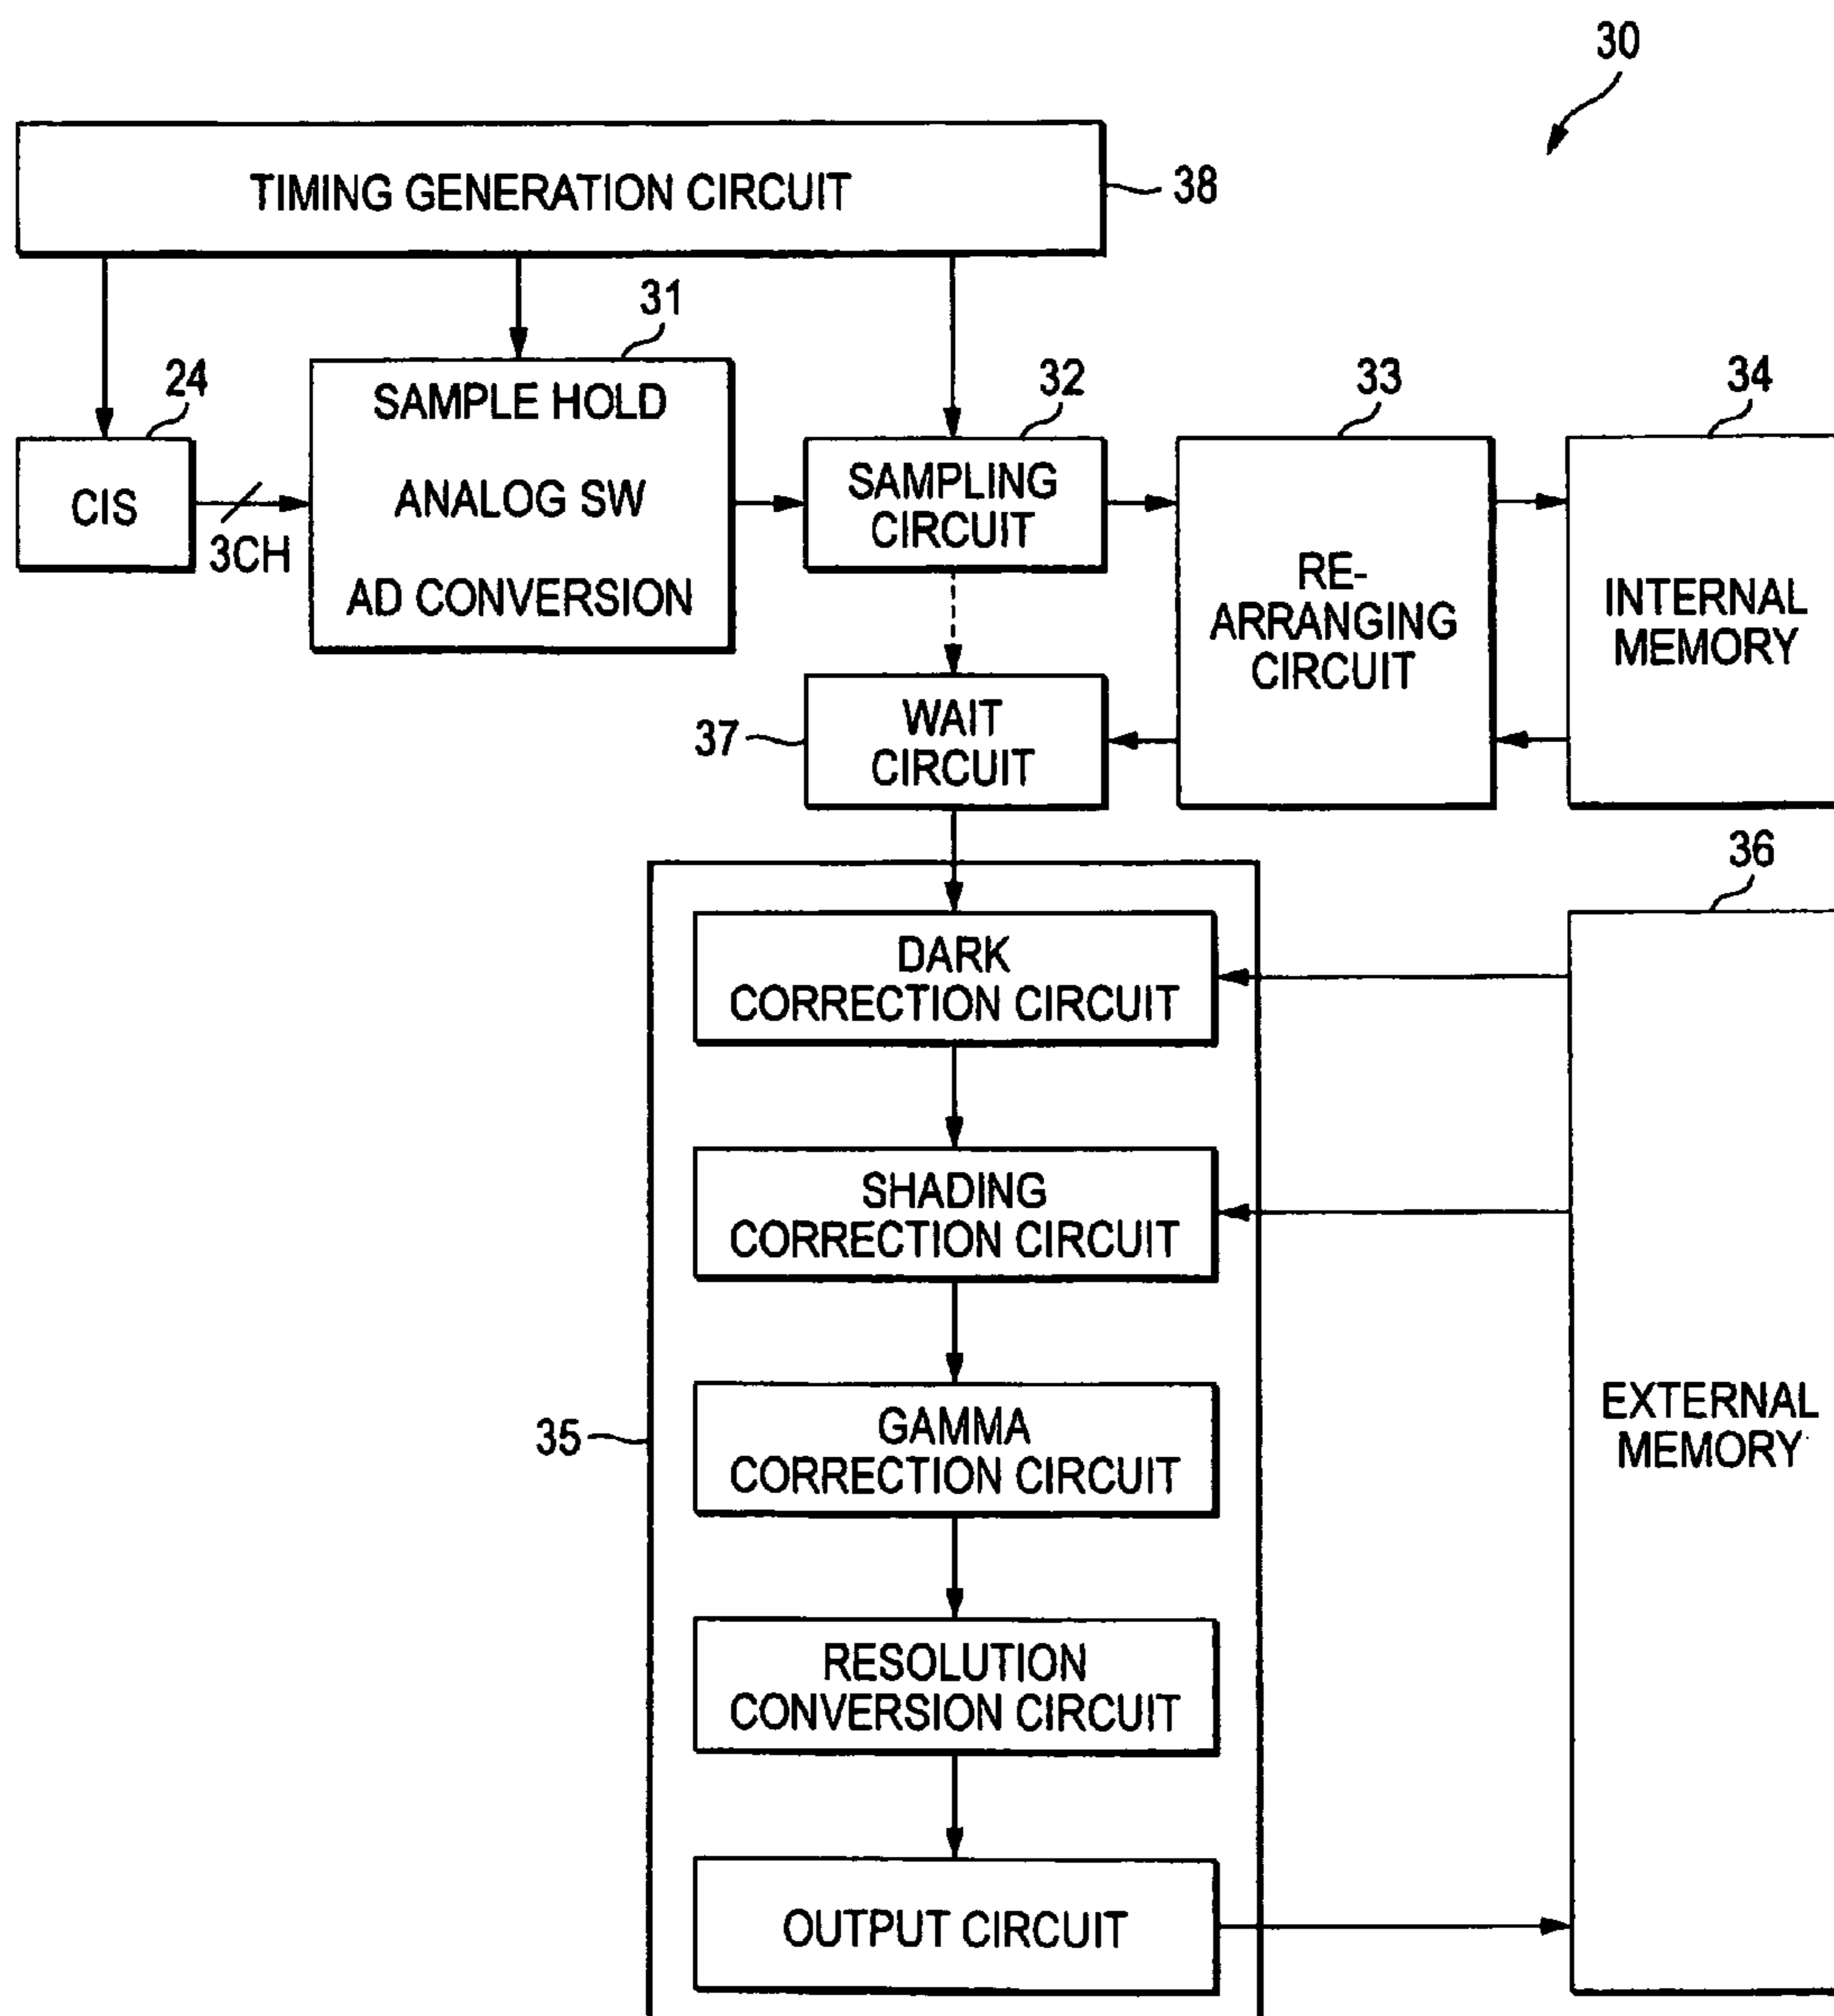 30
TIMING GENERATION CIRCUIT
38
31
24
SAMPLE HOLD
ANALOG SW
AD CONVERSION
32
33
34
CIS
3CH
SAMPLING
CIRCUIT
RE-
ARRANGING
CIRCUIT
INTERNAL
MEMORY
37
WAIT
CIRCUIT
36
DARK
CORRECTION CIRCUIT
SHADING
CORRECTION CIRCUIT
35
GAMMA
CORRECTION CIRCUIT
EXTERNAL
MEMORY
RESOLUTION
CONVERSION CIRCUIT
OUTPUT CIRCUIT